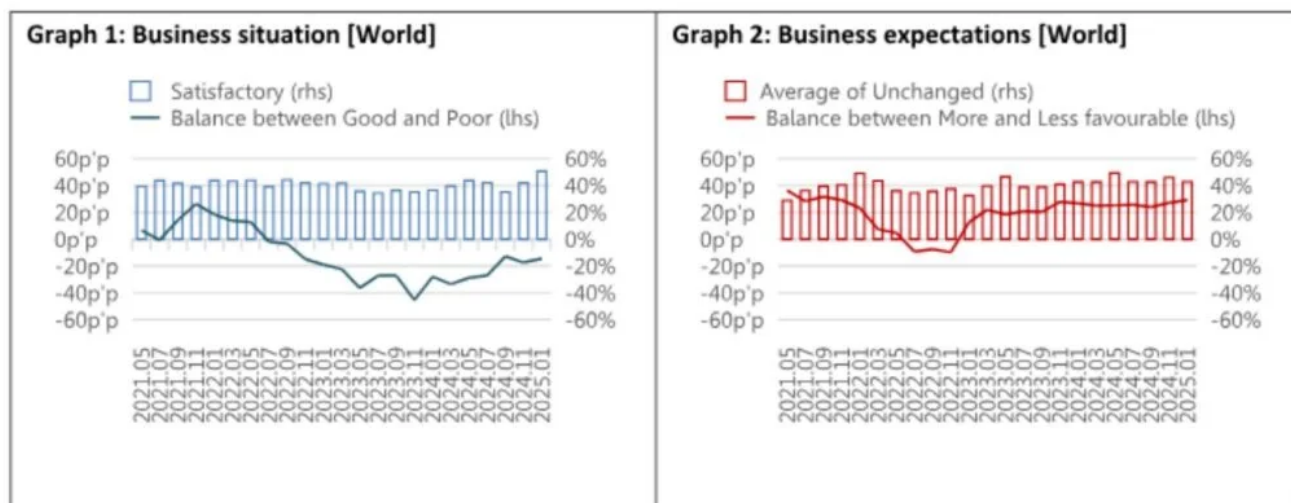 Graph 1: Business situation [World]
Satisfactory (rhs)
Balance between Good and Poor (lhs)
60p'p 60%
40p'p 40%
20p'p 20%
0p'p 0%
-20p'p -20%
-40p'p -40%
-60p'p -60%
2021.05
2021.07
2021.09
2021.11
2022.01
2022.03
2022.05
2022.07
2022.09
2022.11
2023.01
2023.03
2023.05
2023.07
2023.09
2023.11
2024.01
2024.03
2024.05
2024.07
2024.09
2024.11
2025.01
Graph 2: Business expectations [World]
Average of Unchanged (rhs)
Balance between More and Less favourable (lhs)
60p'p 60%
40p'p 40%
20p'p 20%
0p'p 0%
-20p'p -20%
-40p'p -40%
-60p'p -60%
2021.05
2021.07
2021.09
2021.11
2022.01
2022.03
2022.05
2022.07
2022.09
2022.11
2023.01
2023.03
2023.05
2023.07
2023.09
2023.11
2024.01
2024.03
2024.05
2024.07
2024.09
2024.11
2025.01